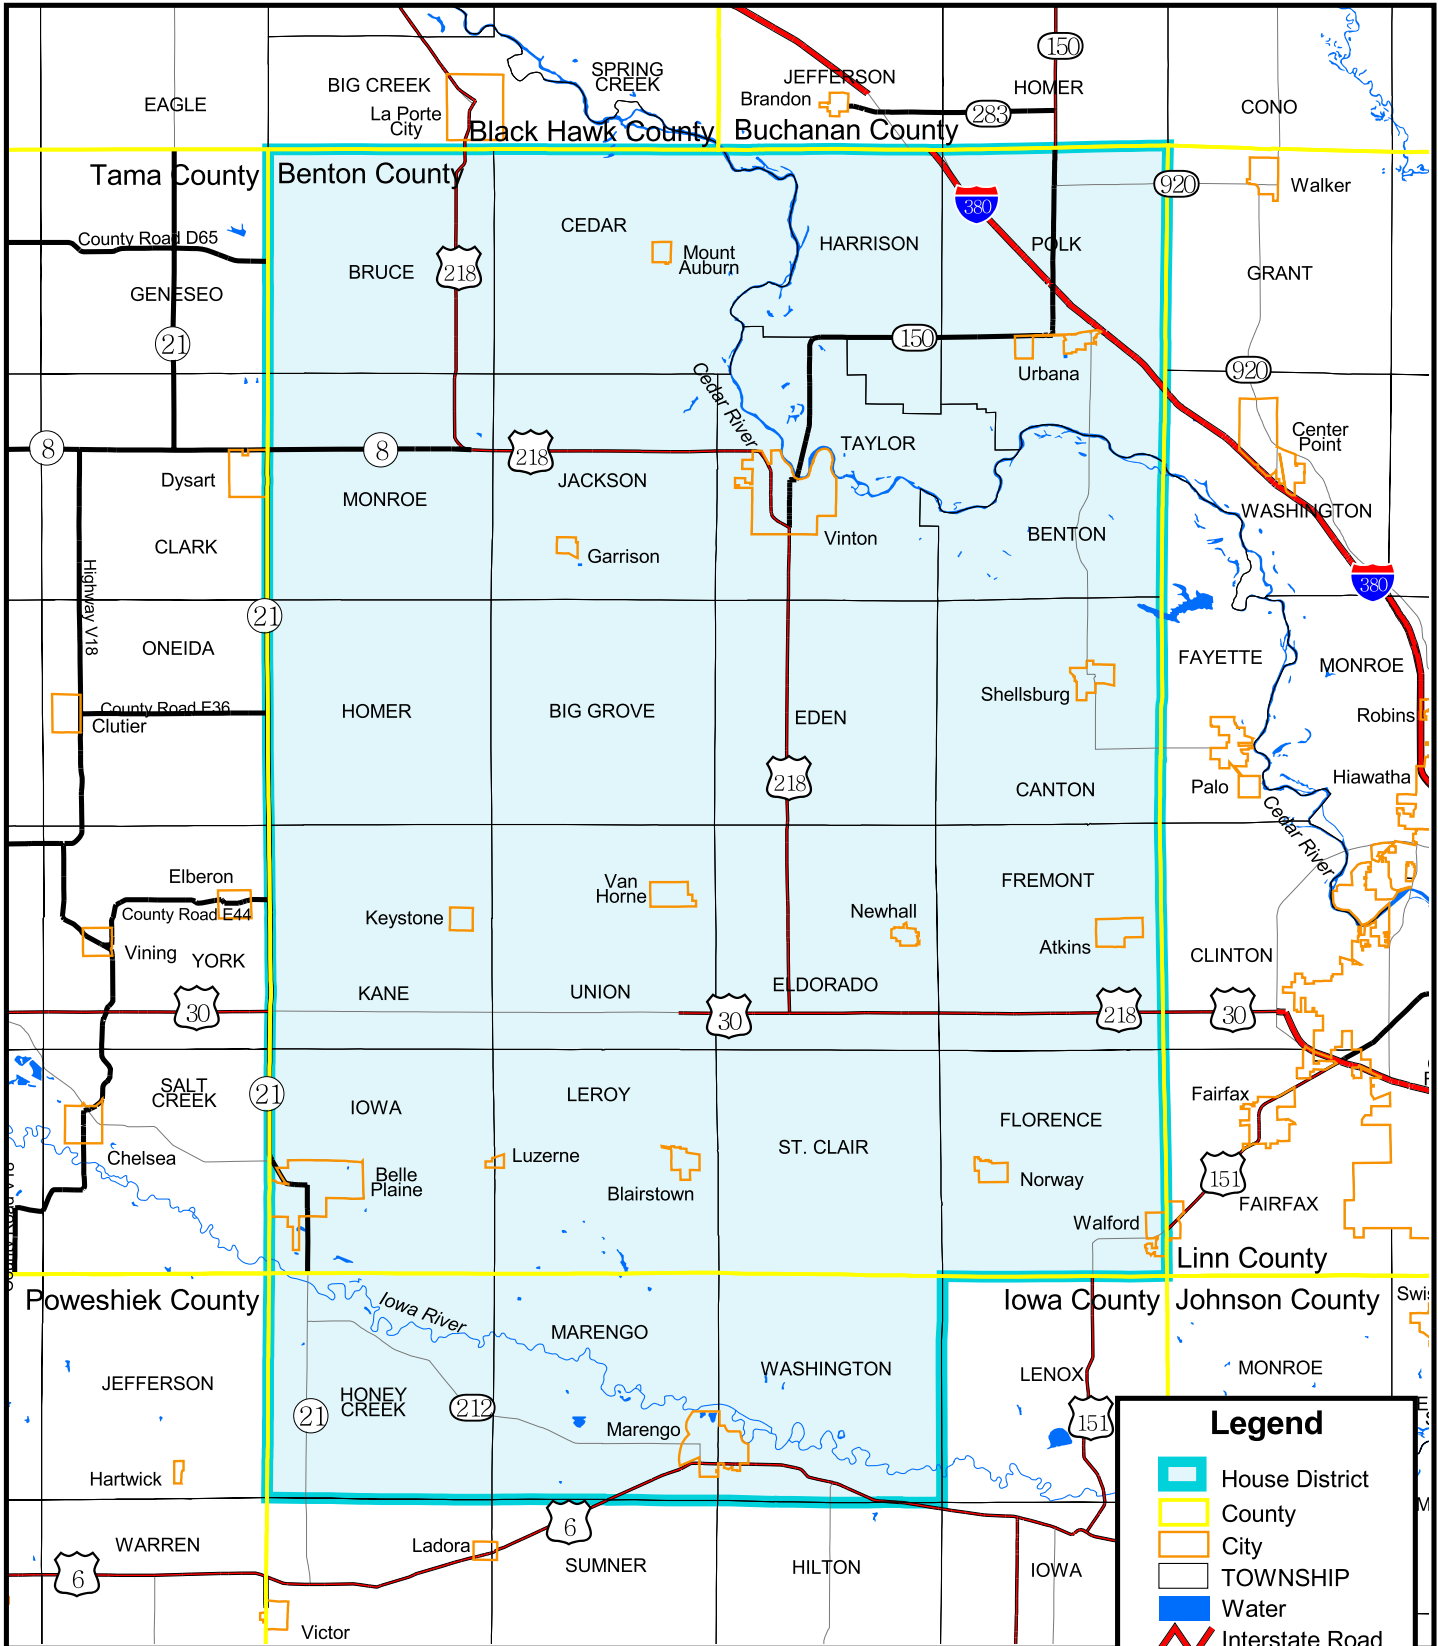 150
SPRING
CREEK
JEFFERSON
BIG CREEK
HOMER
Brandon
EAGLE
CONO
La Porte
City
283
Black Hawk County
Buchanan County
Tama County
Benton County
920
Walker
380
CEDAR
County Road D65
HARRISON
POLK
Mount
Auburn
218
BRUCE
GRANT
GENESEO
21
150
920
Urbana
Cedar River
Center
Point
8
8
218
TAYLOR
Dysart
JACKSON
MONROE
WASHINGTON
BENTON
Vinton
CLARK
Garrison
380
Highway V18
21
ONEIDA
FAYETTE
MONROE
Shellsburg
County Road E36
HOMER
BIG GROVE
EDEN
Robins
Clutier
218
Hiawatha
Palo
CANTON
Cedar River
Elberon
Van
Horne
FREMONT
County Road E44
Keystone
Newhall
Atkins
Vining
YORK
CLINTON
KANE
UNION
ELDORADO
30
30
218
30
SALT
CREEK
21
IOWA
LEROY
Fairfax
FLORENCE
ST. CLAIR
Chelsea
Luzerne
Belle
Plaine
Blairstown
Norway
151
FAIRFAX
Walford
Linn County
Poweshiek County
Iowa River
Iowa County
Johnson County
MARENGO
WASHINGTON
LENOX
MONROE
JEFFERSON
HONEY
CREEK
212
21
Marengo
151
Legend
Hartwick
House District
County
6
WARREN
Ladora
City
SUMNER
HILTON
IOWA
6
TOWNSHIP
Water
Victor
Interstate Road